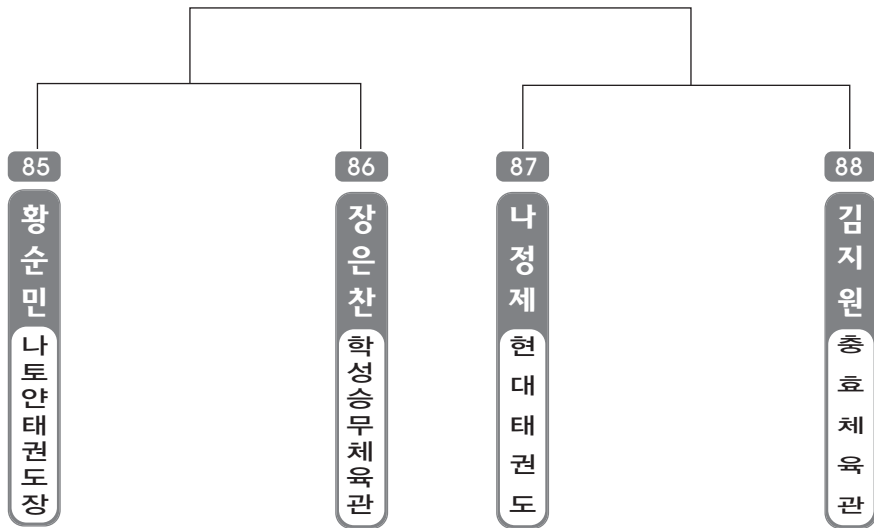 85
황순민
나토얀태권도장
86
장은찬
학성승무체육관
87
나정제
현대태권도
88
김지원
충효체육관